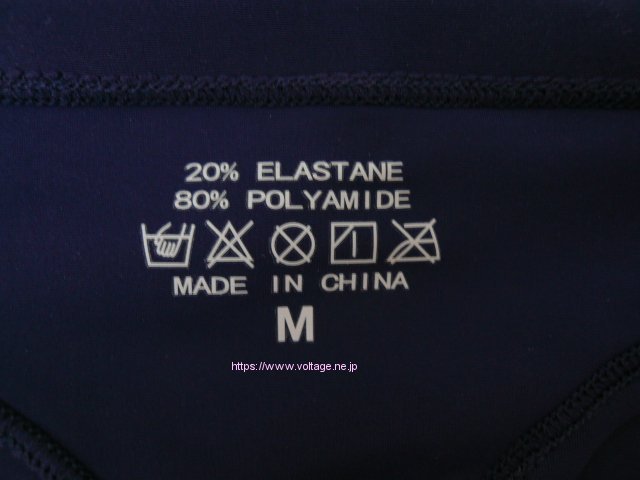 20% ELASTANE
80% POLYAMIDE
MADE IN CHINA
M
https://www.voltage.ne.jp